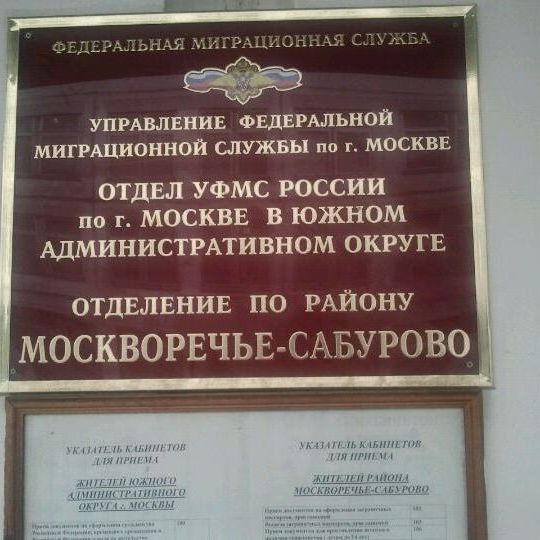 ФЕДЕРАЛЬНАЯ МИГРАЦИОННАЯ СЛУЖБА
УПРАВЛЕНИЕ ФЕДЕРАЛЬНОЙ
МИГРАЦИОННОЙ СЛУЖБЫ по г. МОСКВЕ
ОТДЕЛ УФМС РОССИИ
по г. МОСКВЕ В ЮЖНОМ
АДМИНИСТРАТИВНОМ ОКРУГЕ
ОТДЕЛЕНИЕ ПО РАЙОНУ
МОСКВОРЕЧЬЕ-САБУРОВО
УКАЗАТЕЛЬ КАБИНЕТОВ
ДЛЯ ПРИЕМА
ЖИТЕЛЕЙ ЮЖНОГО
АДМИНИСТРАТИВНОГО
ОКРУГА г. МОСКВЫ
УКАЗАТЕЛЬ КАБИНЕТОВ
ДЛЯ ПРИЕМА
ЖИТЕЛЕЙ РАЙОНА
МОСКВОРЕЧЬЕ-САБУРОВО